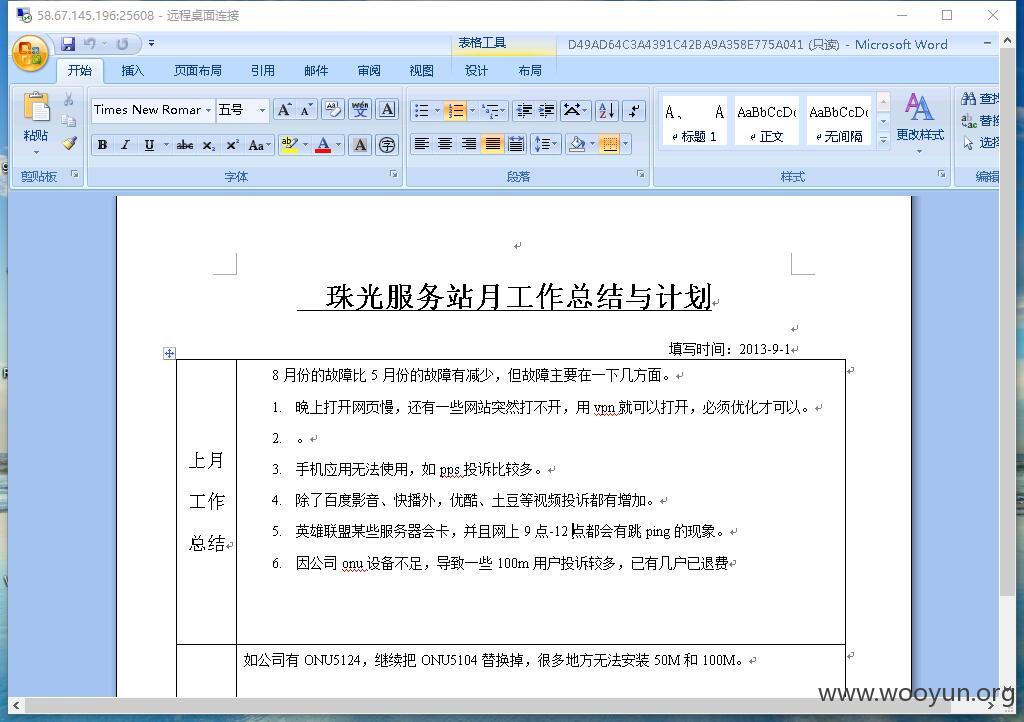 58.67.145.196:25608 - 远程桌面连接
表格工具
D49AD64C3A4391C42BA9A358E775A041 (只读) - Microsoft Word
开始 插入 页面布局 引用 邮件 审阅 视图 设计 布局
粘贴
Times New Romar 五号
A、 A AaBbCcDc AaBbCcDc
标题 1 正文 无间隔
更改样式
查找
替换
选择
剪贴板 字体 段落 样式 编辑
珠光服务站月工作总结与计划
填写时间：2013-9-1
8 月份的故障比 5 月份的故障有减少，但故障主要在一下几方面。
1. 晚上打开网页慢，还有一些网站突然打不开，用 vpn 就可以打开，必须优化才可以。
2. 。
3. 手机应用无法使用，如 pps 投诉比较多。
4. 除了百度影音、快播外，优酷、土豆等视频投诉都有增加。
5. 英雄联盟某些服务器会卡，并且网上 9 点-12 点都会有跳 ping 的现象。
6. 因公司 onu 设备不足，导致一些 100m 用户投诉较多，已有几户已退费
上月
工作
总结
如公司有 ONU5124，继续把 ONU5104 替换掉，很多地方无法安装 50M 和 100M。
www.wooyun.org